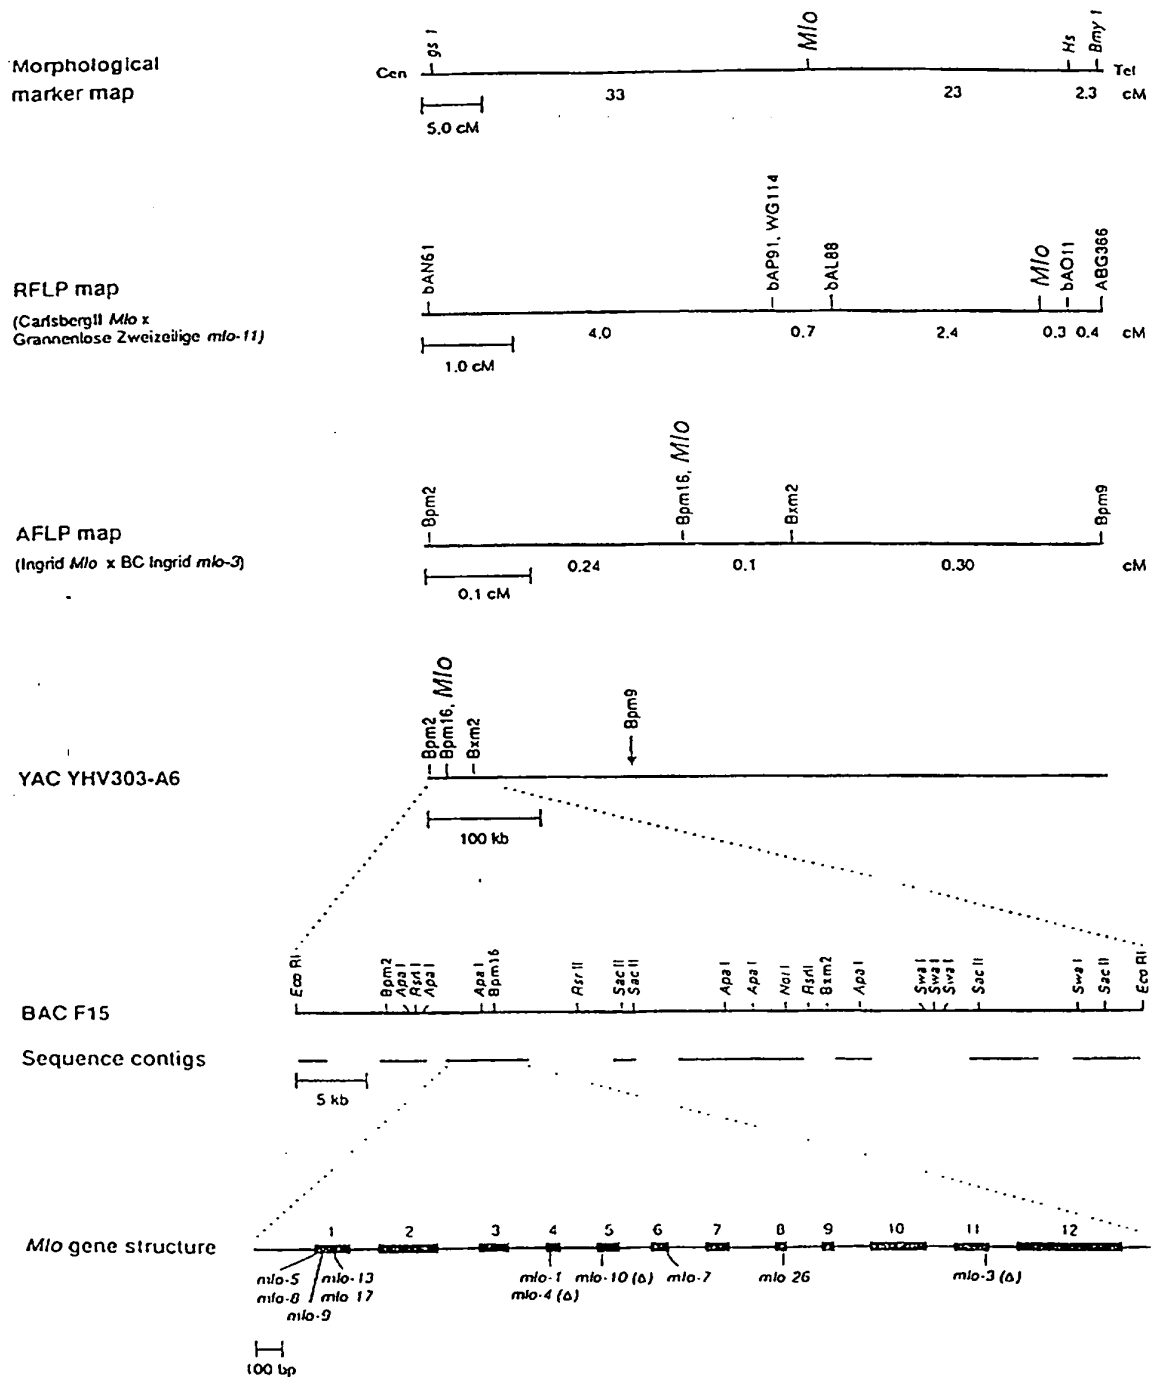 gs 1 Mlo Hs Bmy 1
Morphological
marker map
Cen Tel
33 23 2.3 cM
5.0 cM
bAN61 bAP91, WG114 bAL88 Mlo bAO11 ABG366
RFLP map
(CarlsbergII Mlo x
Grannenlose Zweizeilige mlo-11)
4.0 0.7 2.4 0.3 0.4 cM
1.0 cM
Bpm2 Bpm16, Mlo Bxm2 Bpm9
AFLP map
(Ingrid Mlo x BC Ingrid mlo-3)
0.24 0.1 0.30 cM
0.1 cM
Bpm2 Bpm16, Mlo Bxm2 Bpm9
YAC YHV303-A6
100 kb
Eco RI Bpm2 Apa I Rsr II Apa I Apa I Bpm16 Rsr II Sac II Sac II Apa I Apa I Not I Rsr II Bxm2 Apa I Swa I Swa I Swa I Sac II Swa I Sac II Eco RI
BAC F15
Sequence contigs
5 kb
1 2 3 4 5 6 7 8 9 10 11 12
Mlo gene structure
mlo-5 mlo-13 mlo-1 mlo-10 (Δ) mlo-7 mlo 26 mlo-3 (Δ)
mlo-8 mlo 17 mlo-4 (Δ)
mlo-9
100 bp